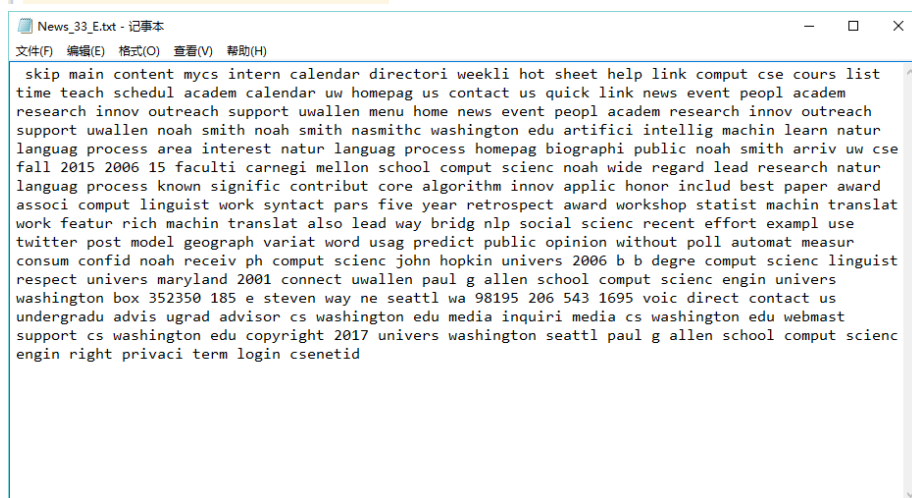 News_33_E.txt - 记事本
文件(F) 编辑(E) 格式(O) 查看(V) 帮助(H)
skip main content mycs intern calendar directori weekli hot sheet help link comput cse cours list
time teach schedul academ calendar uw homepag us contact us quick link news event peopl academ
research innov outreach support uwallen menu home news event peopl academ research innov outreach
support uwallen noah smith noah smith nasmithc washington edu artifici intellig machin learn natur
languag process area interest natur languag process homepag biographi public noah smith arriv uw cse
fall 2015 2006 15 faculti carnegi mellon school comput scienc noah wide regard lead research natur
languag process known signific contribut core algorithm innov applic honor includ best paper award
associ comput linguist work syntact pars five year retrospect award workshop statist machin translat
work featur rich machin translat also lead way bridg nlp social scienc recent effort exampl use
twitter post model geograph variat word usag predict public opinion without poll automat measur
consum confid noah receiv ph comput scienc john hopkin univers 2006 b b degre comput scienc linguist
respect univers maryland 2001 connect uwallen paul g allen school comput scienc engin univers
washington box 352350 185 e steven way ne seattl wa 98195 206 543 1695 voic direct contact us
undergradu advis ugrad advisor cs washington edu media inquiri media cs washington edu webmast
support cs washington edu copyright 2017 univers washington seattl paul g allen school comput scienc
engin right privaci term login csenetid